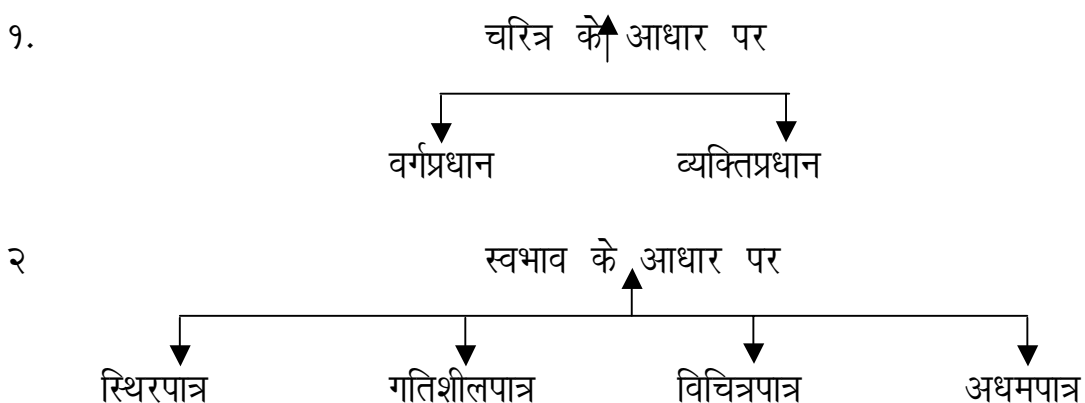 १. चरित्र के आधार पर
वर्गप्रधान व्यक्तिप्रधान
२ स्वभाव के आधार पर
स्थिरपात्र गतिशीलपात्र विचित्रपात्र अधमपात्र